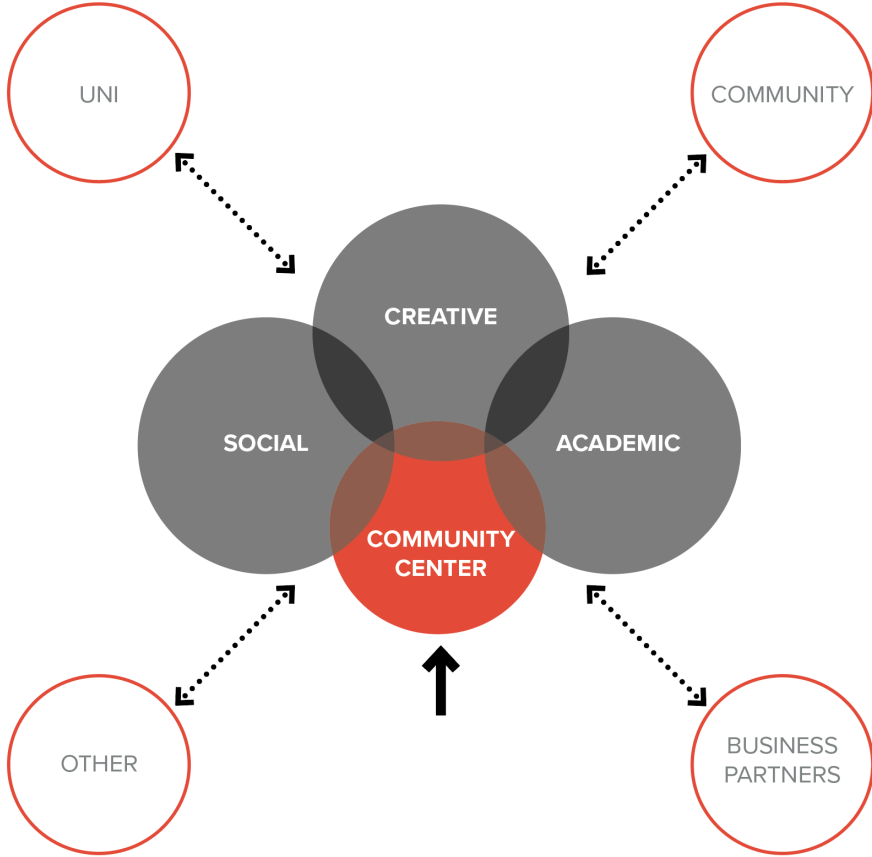 UNI
COMMUNITY
CREATIVE
SOCIAL
ACADEMIC
COMMUNITY
CENTER
OTHER
BUSINESS
PARTNERS